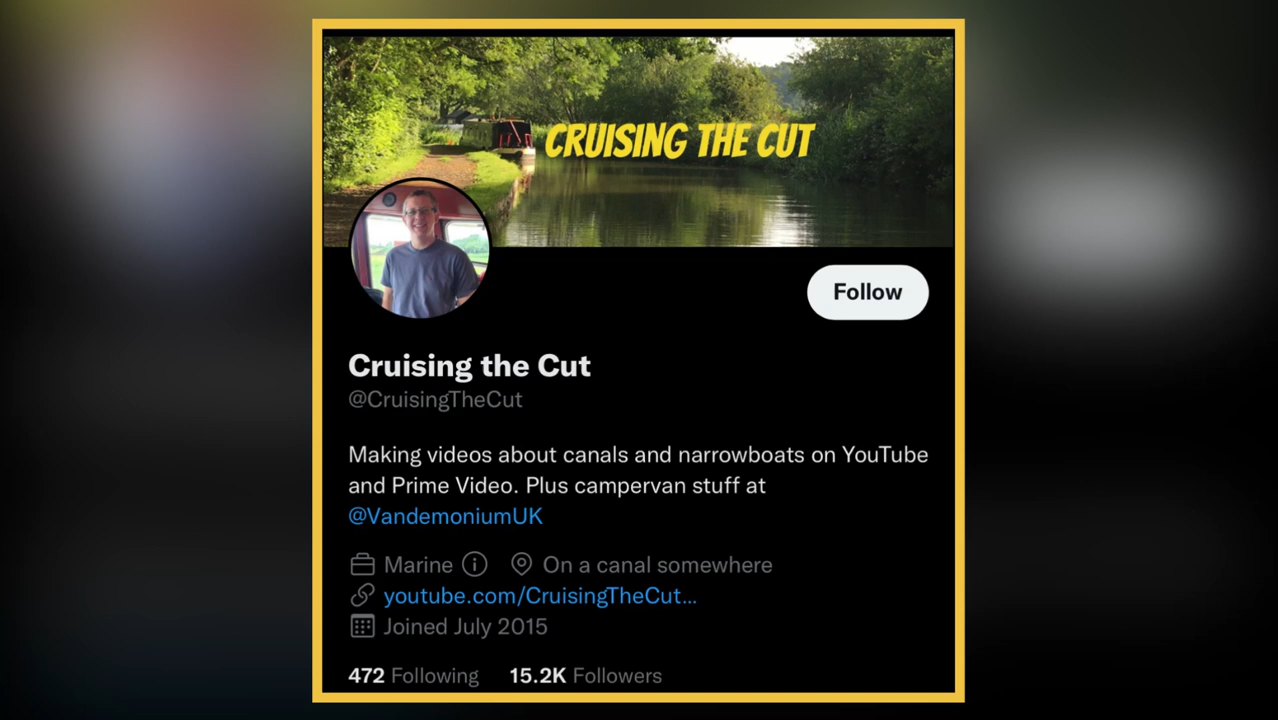 CRUISING THE CUT
Follow
Cruising the Cut
@CruisingTheCut
Making videos about canals and narrowboats on YouTube
and Prime Video. Plus campervan stuff at
@VandemoniumUK
Marine On a canal somewhere
youtube.com/CruisingTheCut...
Joined July 2015
472 Following 15.2K Followers